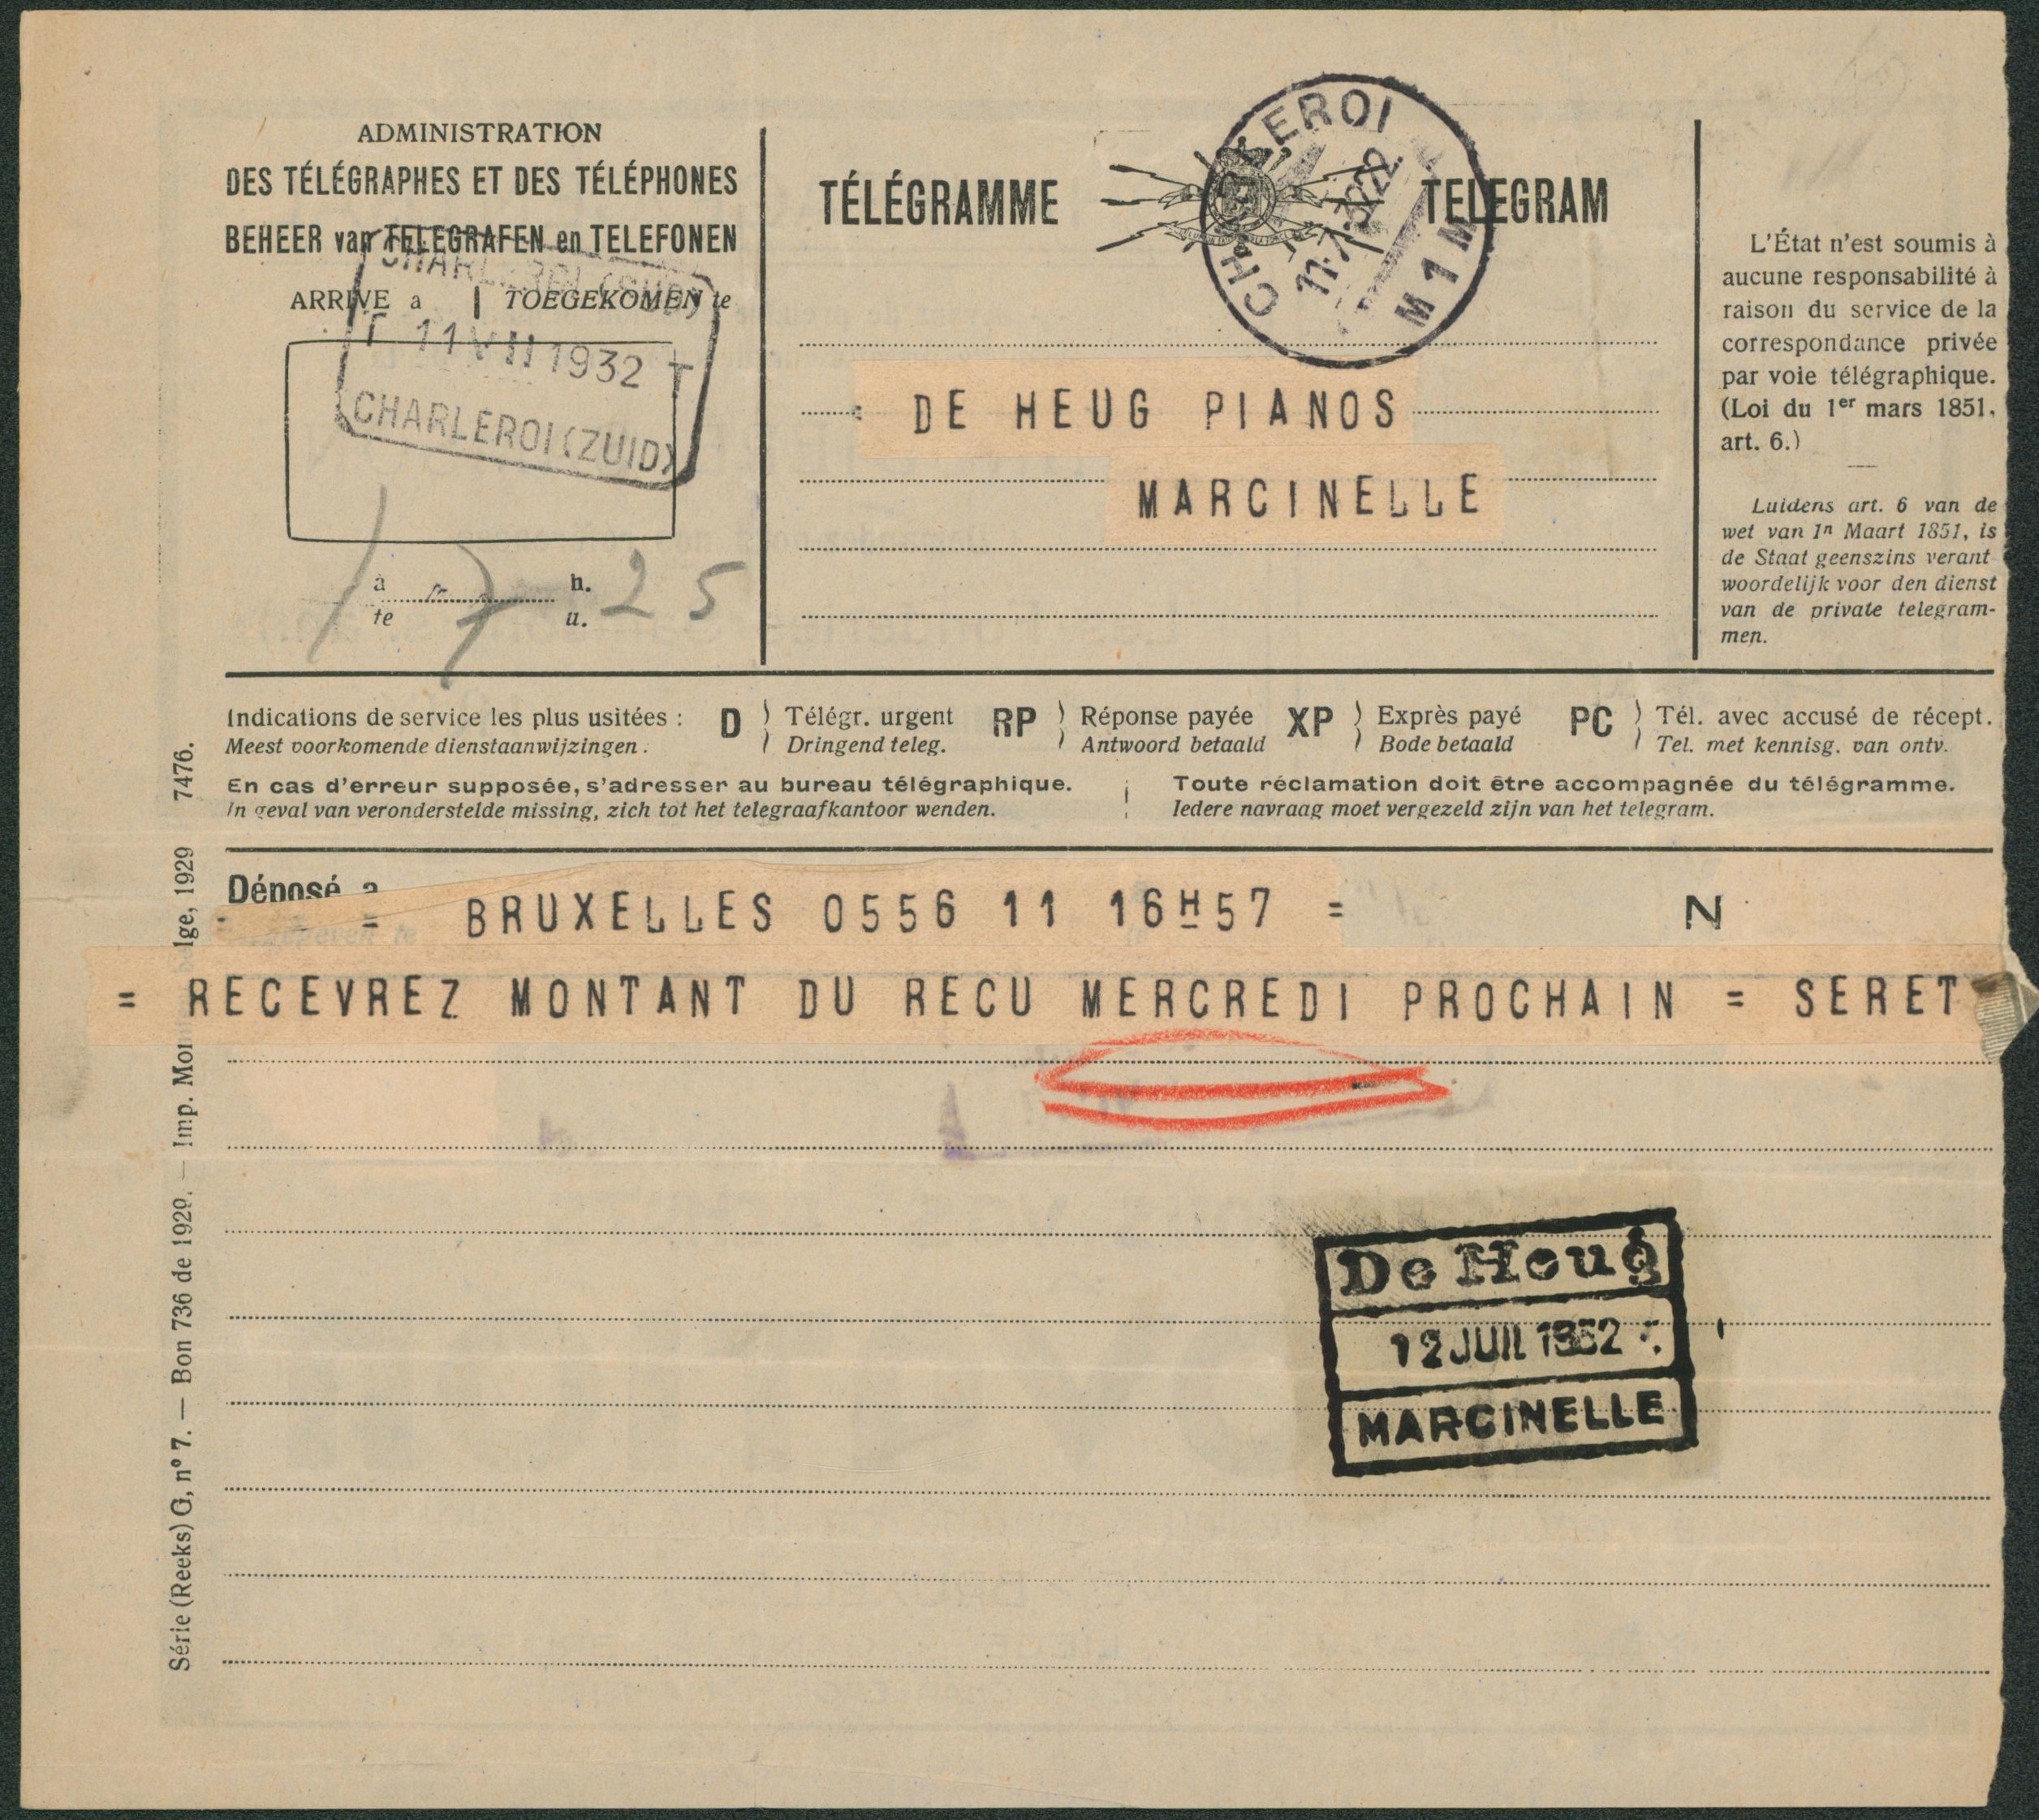 ADMINISTRATION
DES TÉLÉGRAPHES ET DES TÉLÉPHONES
BEHEER van TELEGRAFEN en TELEFONEN
ARRIVE a | TOEGEKOMEN te
T 11 VII 1932 T
CHARLEROI (ZUID)
à h.
te u.
17 25
TÉLÉGRAMME TELEGRAM
CHARLEROI
M 1 M
= DE HEUG PIANOS
MARCINELLE
L'État n'est soumis à
aucune responsabilité à
raison du service de la
correspondance privée
par voie télégraphique.
(Loi du 1er mars 1851,
art. 6.)
Luidens art. 6 van de
wet van 1n Maart 1851, is
de Staat geenszins verant
woordelijk voor den dienst
van de private telegram-
men.
Indications de service les plus usitées : D } Télégr. urgent RP } Réponse payée XP } Exprès payé PC } Tél. avec accusé de récept.
Meest voorkomende dienstaanwijzingen. Dringend teleg. Antwoord betaald Bode betaald Tel. met kennisg. van ontv.
En cas d'erreur supposée, s'adresser au bureau télégraphique. Toute réclamation doit être accompagnée du télégramme.
In geval van veronderstelde missing, zich tot het telegraafkantoor wenden. Iedere navraag moet vergezeld zijn van het telegram.
Déposé a
= BRUXELLES 0556 11 16H57 = N
= RECEVREZ MONTANT DU RECU MERCREDI PROCHAIN = SERET
De Heug
12 JUIL 1932
MARCINELLE
Série (Reeks) G, n° 7. — Bon 736 de 1929. — Imp. lge, 1929 7476.